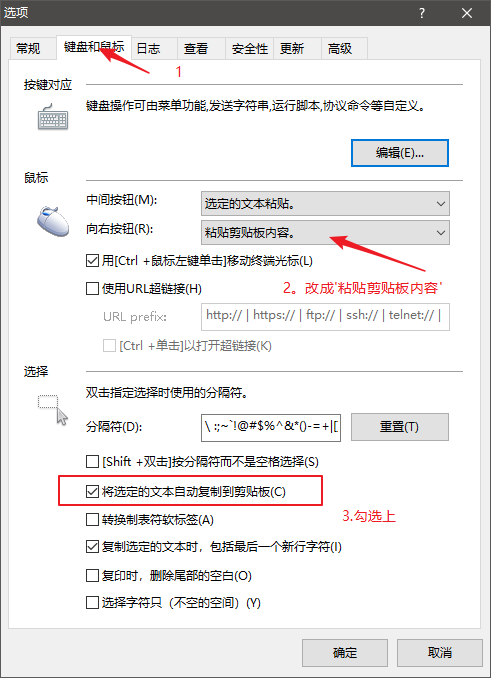 选项
?
常规 键盘和鼠标 日志 查看 安全性 更新 高级
1
按键对应
键盘操作可由菜单功能,发送字符串,运行脚本,协议命令等自定义。
编辑(E)...
鼠标
中间按钮(M): 选定的文本粘贴。
向右按钮(R): 粘贴剪贴板内容。
用[Ctrl +鼠标左键单击]移动终端光标(L)
使用URL超链接(H)
2。改成'粘贴剪贴板内容'
URL prefix: http:// | https:// | ftp:// | ssh:// | telnet:// |
[Ctrl +单击]以打开超链接(K)
选择
双击指定选择时使用的分隔符。
分隔符(D): \ :;~`!@#$%^&*()-=+|[ 重置(T)
[Shift +双击]按分隔符而不是空格选择(S)
将选定的文本自动复制到剪贴板(C)
3.勾选上
转换制表符软标签(A)
复制选定的文本时，包括最后一个新行字符(I)
复印时，删除尾部的空白(O)
选择字符只（不空的空间）(Y)
确定 取消